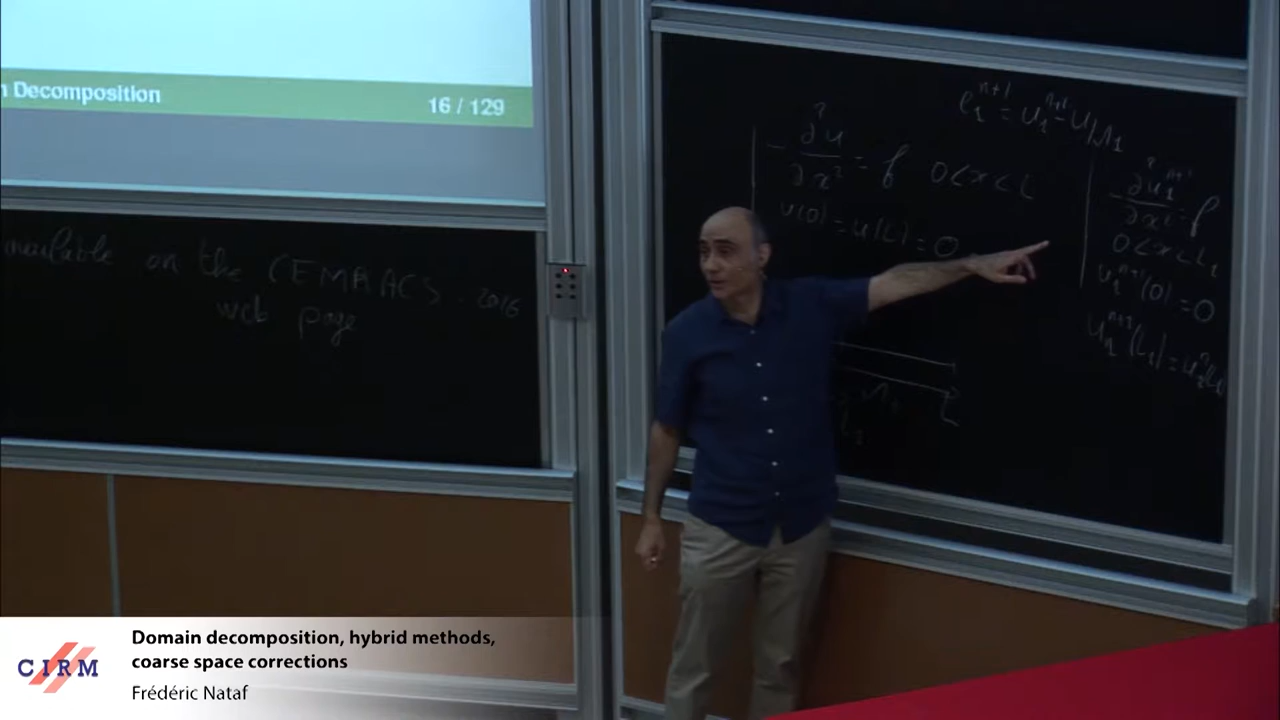 n Decomposition
16 / 129
available on the CEMRACS 2016
web page
e₁ⁿ⁺¹ = u₁ⁿ⁺¹ - u|Λ₁
- ∂²u/∂x² = f 0<x<L
u(0) = u(L) = 0
- ∂²u₁ⁿ⁺¹/∂x² = f
0<x<L₁
u₁ⁿ⁺¹(0) = 0
u₁ⁿ⁺¹(L₁) = u₂ⁿ(L₁
L
CIRM
Domain decomposition, hybrid methods,
coarse space corrections
Frédéric Nataf